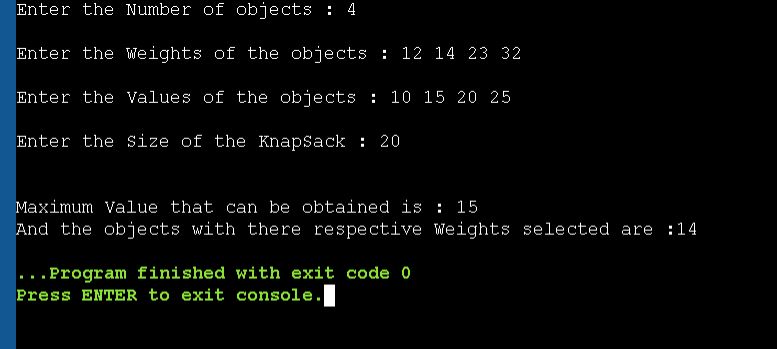 Enter the Number of objects : 4
Enter the Weights of the objects : 12 14 23 32
Enter the Values of the objects : 10 15 20 25
Enter the Size of the KnapSack : 20
Maximum Value that can be obtained is : 15
And the objects with there respective Weights selected are :14
...Program finished with exit code 0
Press ENTER to exit console.